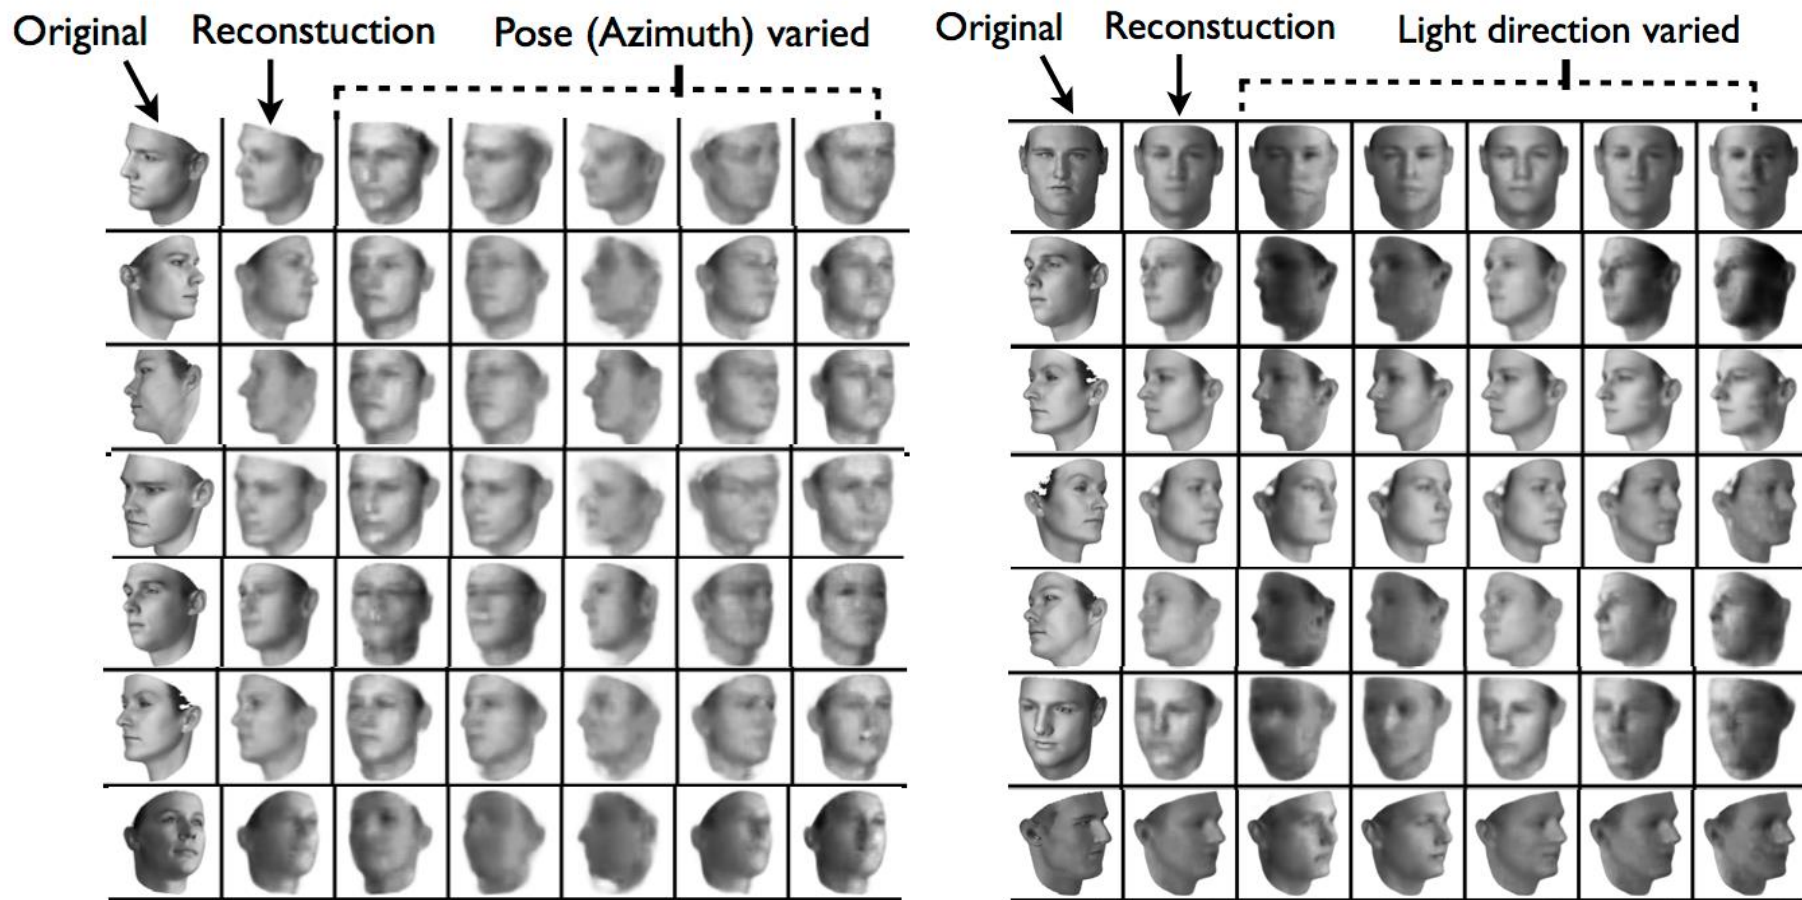 Original Reconstuction Pose (Azimuth) varied
Original Reconstuction Light direction varied